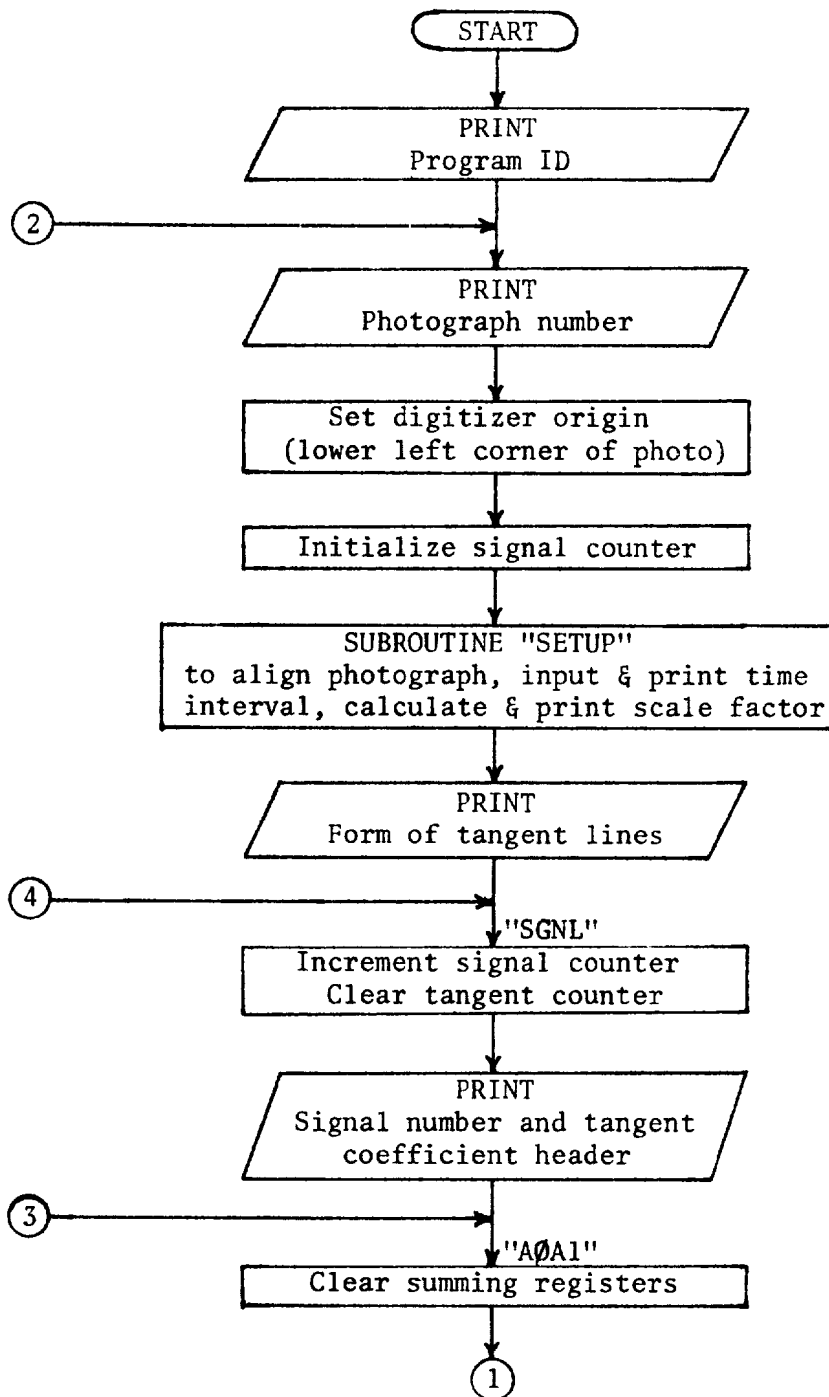 START
PRINT
Program ID
2
PRINT
Photograph number
Set digitizer origin
(lower left corner of photo)
Initialize signal counter
SUBROUTINE "SETUP"
to align photograph, input & print time
interval, calculate & print scale factor
PRINT
Form of tangent lines
4
"SGNL"
Increment signal counter
Clear tangent counter
PRINT
Signal number and tangent
coefficient header
3
"AØA1"
Clear summing registers
1